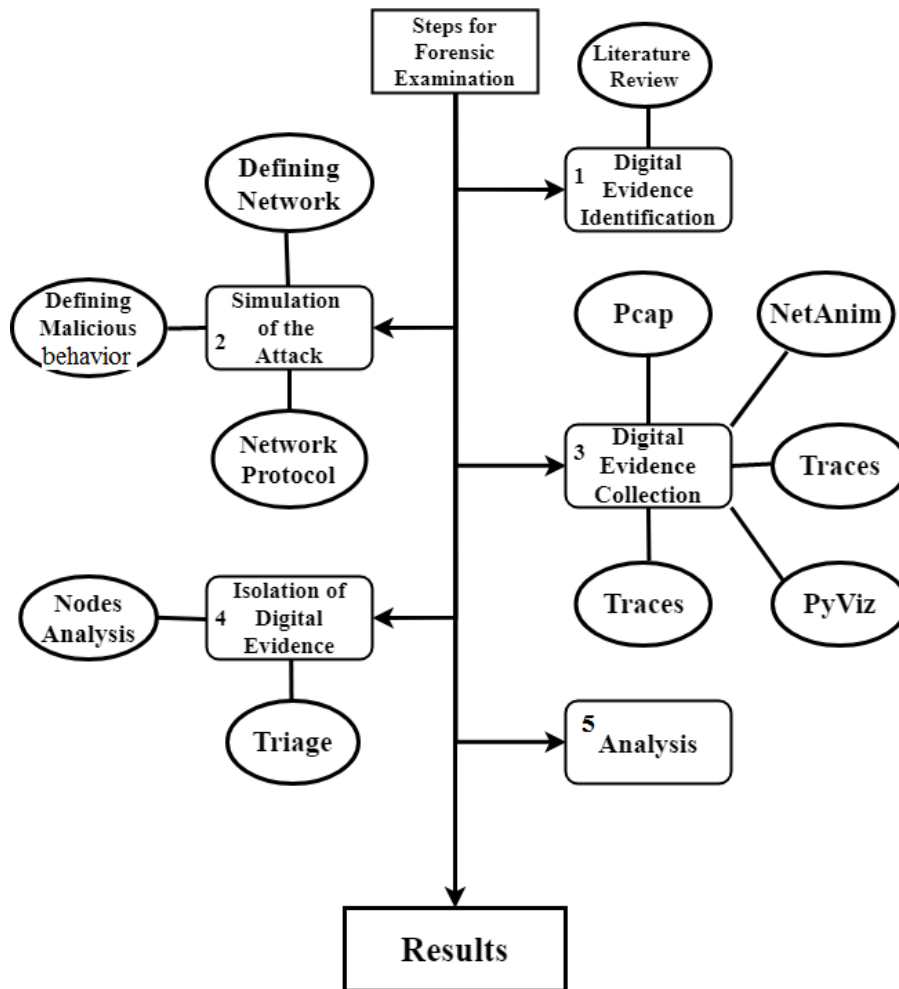 Steps for
Forensic
Examination
Literature
Review
1
Digital
Evidence
Identification
Defining
Network
Defining
Malicious
behavior
2
Simulation
of the
Attack
Network
Protocol
Pcap
NetAnim
3
Digital
Evidence
Collection
Traces
Traces
PyViz
Nodes
Analysis
4
Isolation of
Digital
Evidence
Triage
5
Analysis
Results